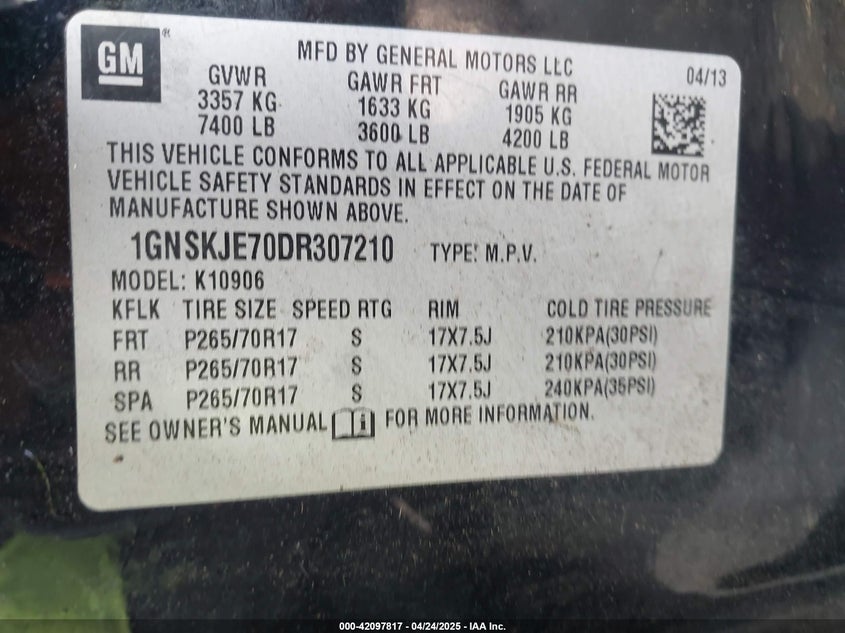 GM
MFD BY GENERAL MOTORS LLC
04/13
GVWR GAWR FRT GAWR RR
3357 KG 1633 KG 1905 KG
7400 LB 3600 LB 4200 LB
THIS VEHICLE CONFORMS TO ALL APPLICABLE U.S. FEDERAL MOTOR
VEHICLE SAFETY STANDARDS IN EFFECT ON THE DATE OF
MANUFACTURE SHOWN ABOVE.
1GNSKJE70DR307210 TYPE: M.P.V.
MODEL: K10906
KFLK TIRE SIZE SPEED RTG RIM COLD TIRE PRESSURE
FRT P265/70R17 S 17X7.5J 210KPA(30PSI)
RR P265/70R17 S 17X7.5J 210KPA(30PSI)
SPA P265/70R17 S 17X7.5J 240KPA(35PSI)
SEE OWNER'S MANUAL FOR MORE INFORMATION.
000-42097817 - 04/24/2025 - IAA Inc.